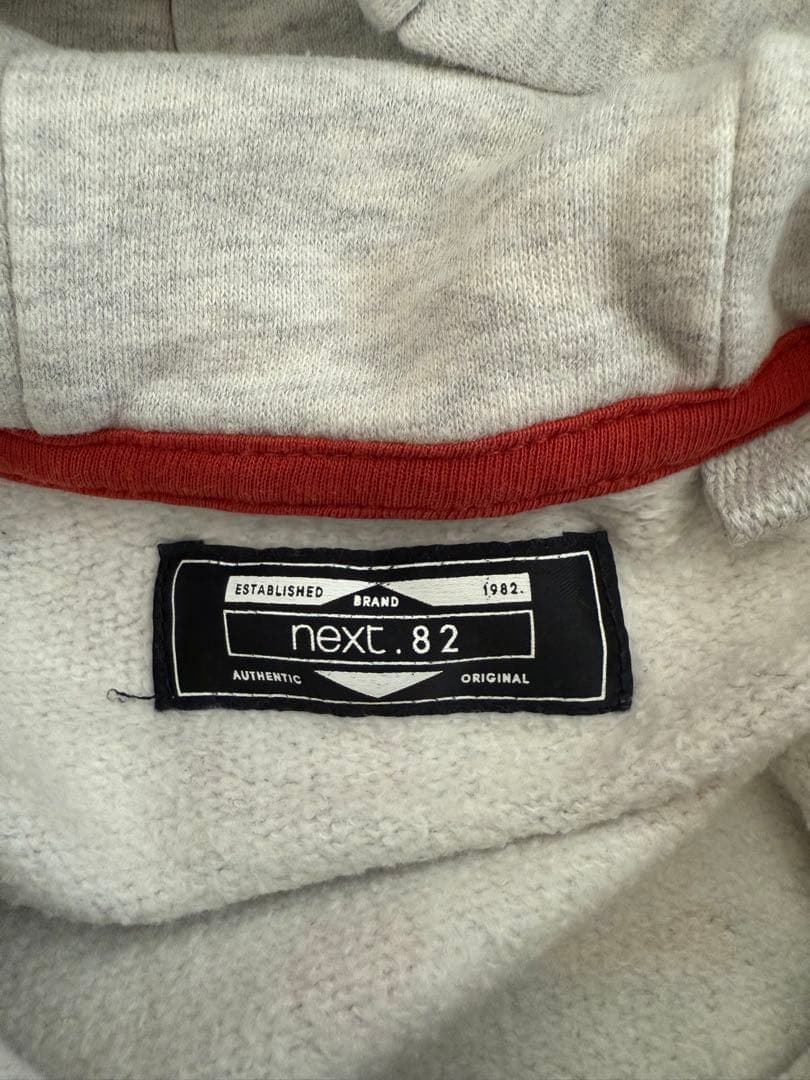 ESTABLISHED 1982.
BRAND
next.82
AUTHENTIC ORIGINAL